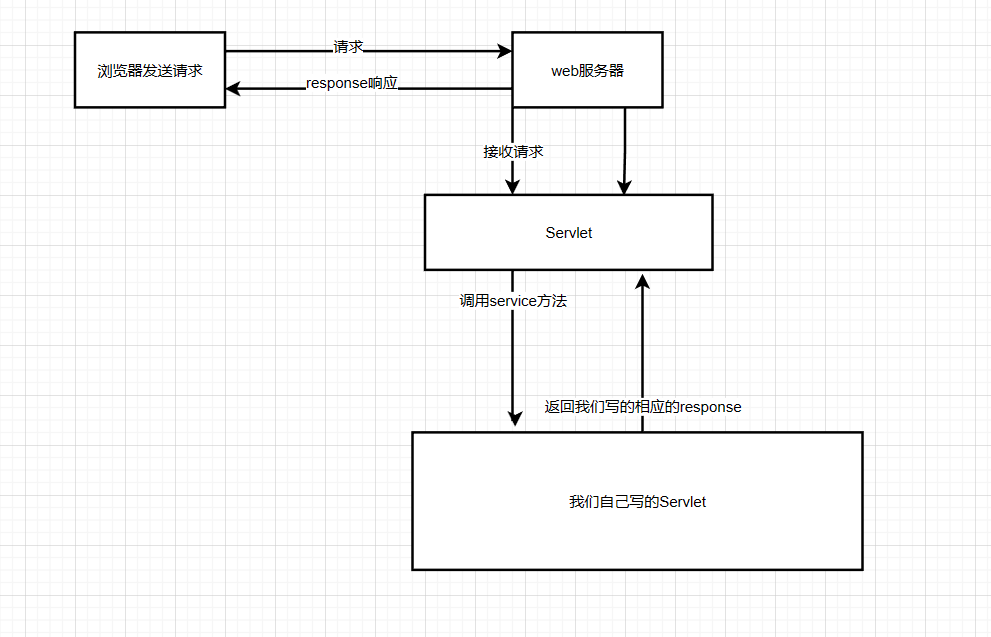 请求
浏览器发送请求
web服务器
response响应
接收请求
Servlet
调用service方法
返回我们写的相应的response
我们自己写的Servlet